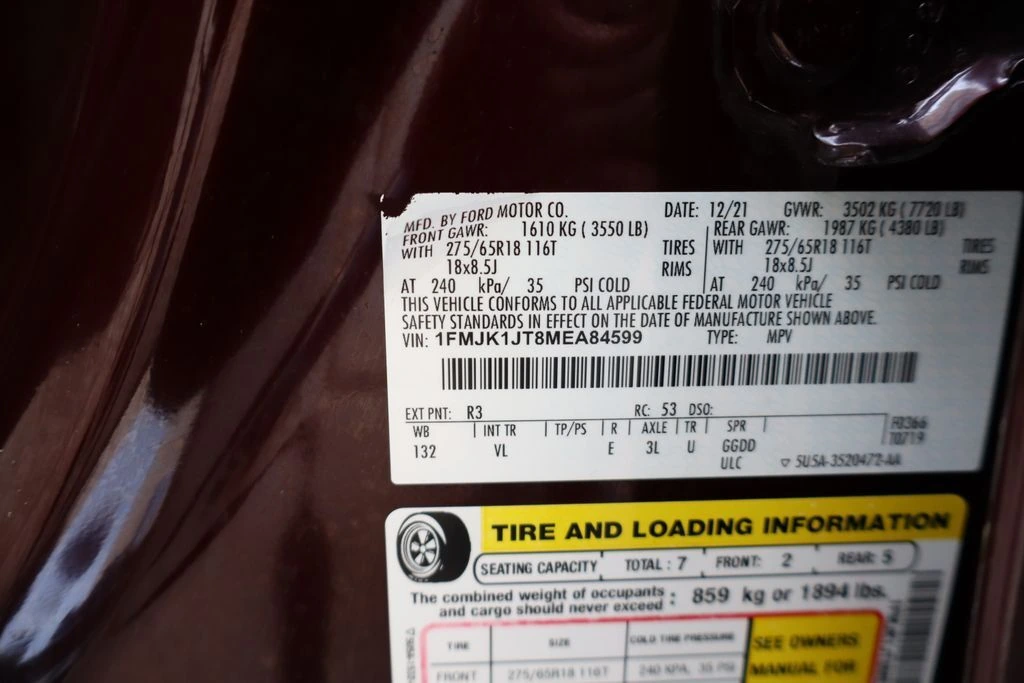 MFD. BY FORD MOTOR CO. DATE: 12/21 GVWR: 3502 KG ( 7720 LB)
FRONT GAWR: 1610 KG ( 3550 LB) REAR GAWR: 1987 KG ( 4380 LB)
WITH 275/65R18 116T TIRES WITH 275/65R18 116T TIRES
18x8.5J RIMS 18x8.5J RIMS
AT 240 kPa/ 35 PSI COLD AT 240 kPa/ 35 PSI COLD
THIS VEHICLE CONFORMS TO ALL APPLICABLE FEDERAL MOTOR VEHICLE
SAFETY STANDARDS IN EFFECT ON THE DATE OF MANUFACTURE SHOWN ABOVE.
VIN: 1FMJK1JT8MEA84599 TYPE: MPV
EXT PNT: R3 RC: 53 DSO: F0366
WB INT TR TP/PS R AXLE TR SPR T0719
132 VL E 3L U GGDD
ULC ▽ 5U5A-3520472-AA
TIRE AND LOADING INFORMATION
SEATING CAPACITY TOTAL : 7 FRONT: 2 REAR: 5
The combined weight of occupants and cargo should never exceed : 859 kg or 1894 lbs.
TIRE SIZE COLD TIRE PRESSURE SEE OWNERS
FRONT 275/65R18 116T 240 KPA, 35 PSI MANUAL FOR